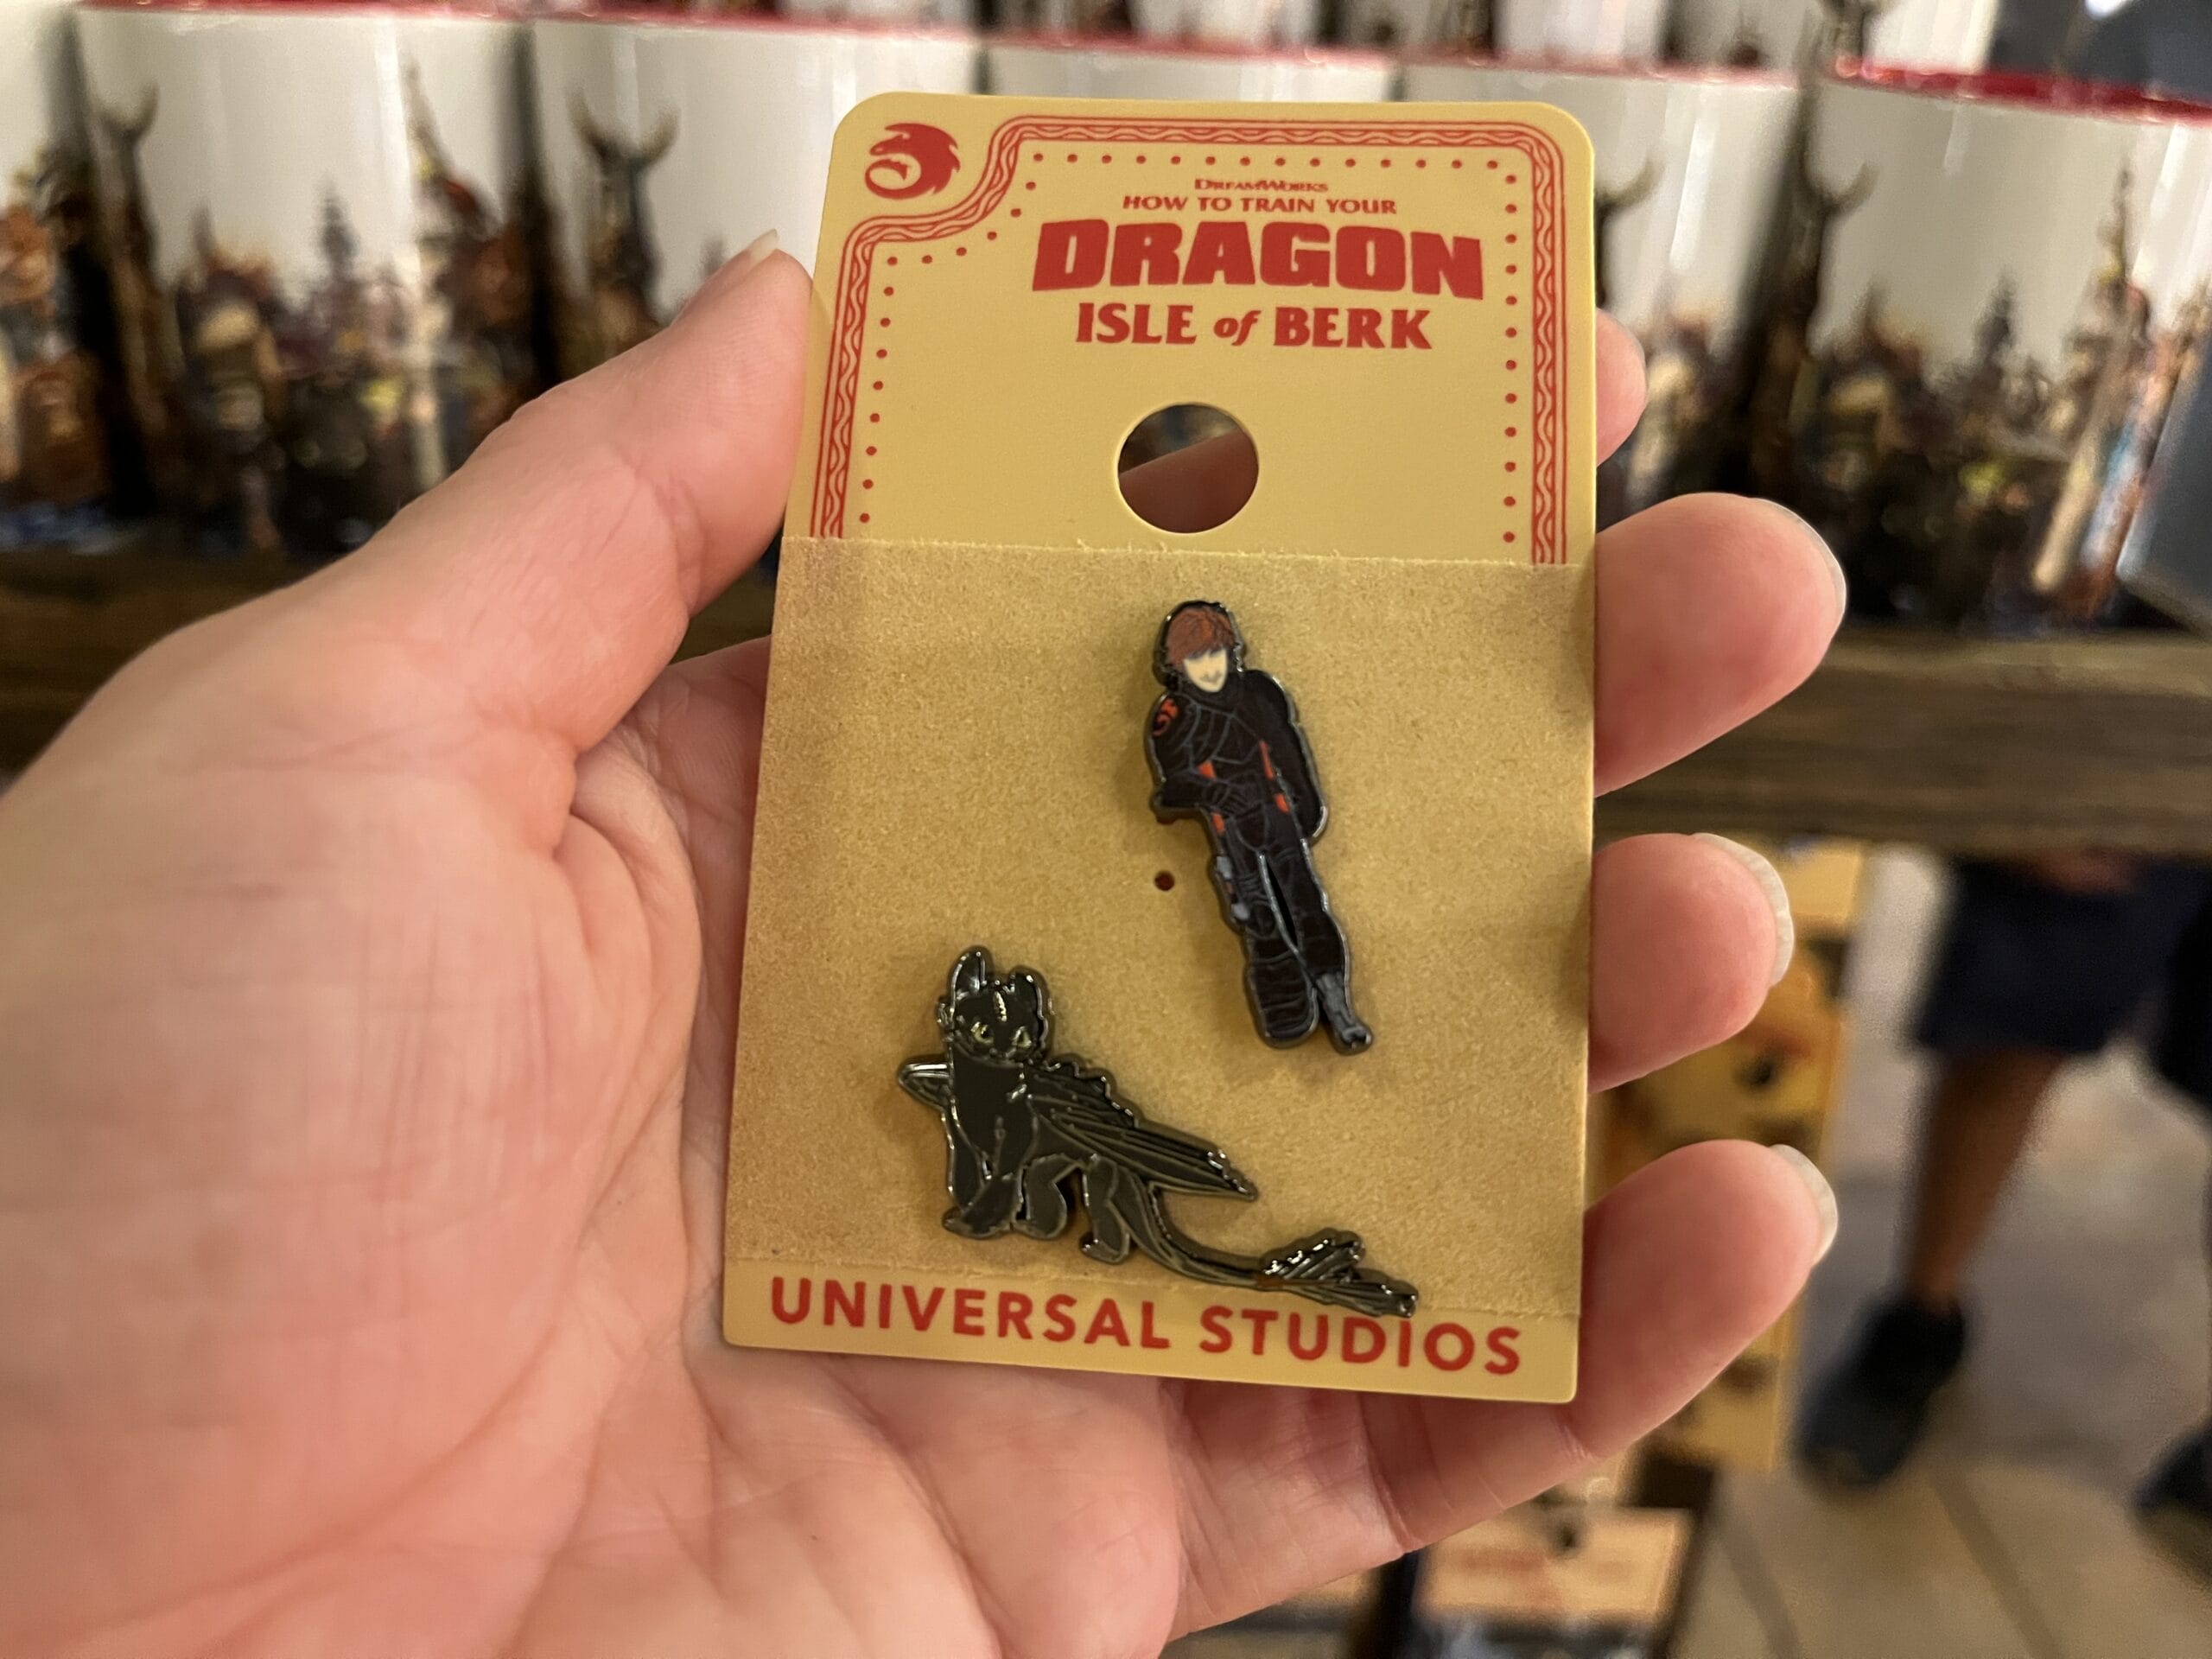 DREAMWORKS
HOW TO TRAIN YOUR
DRAGON
ISLE of BERK
UNIVERSAL STUDIOS